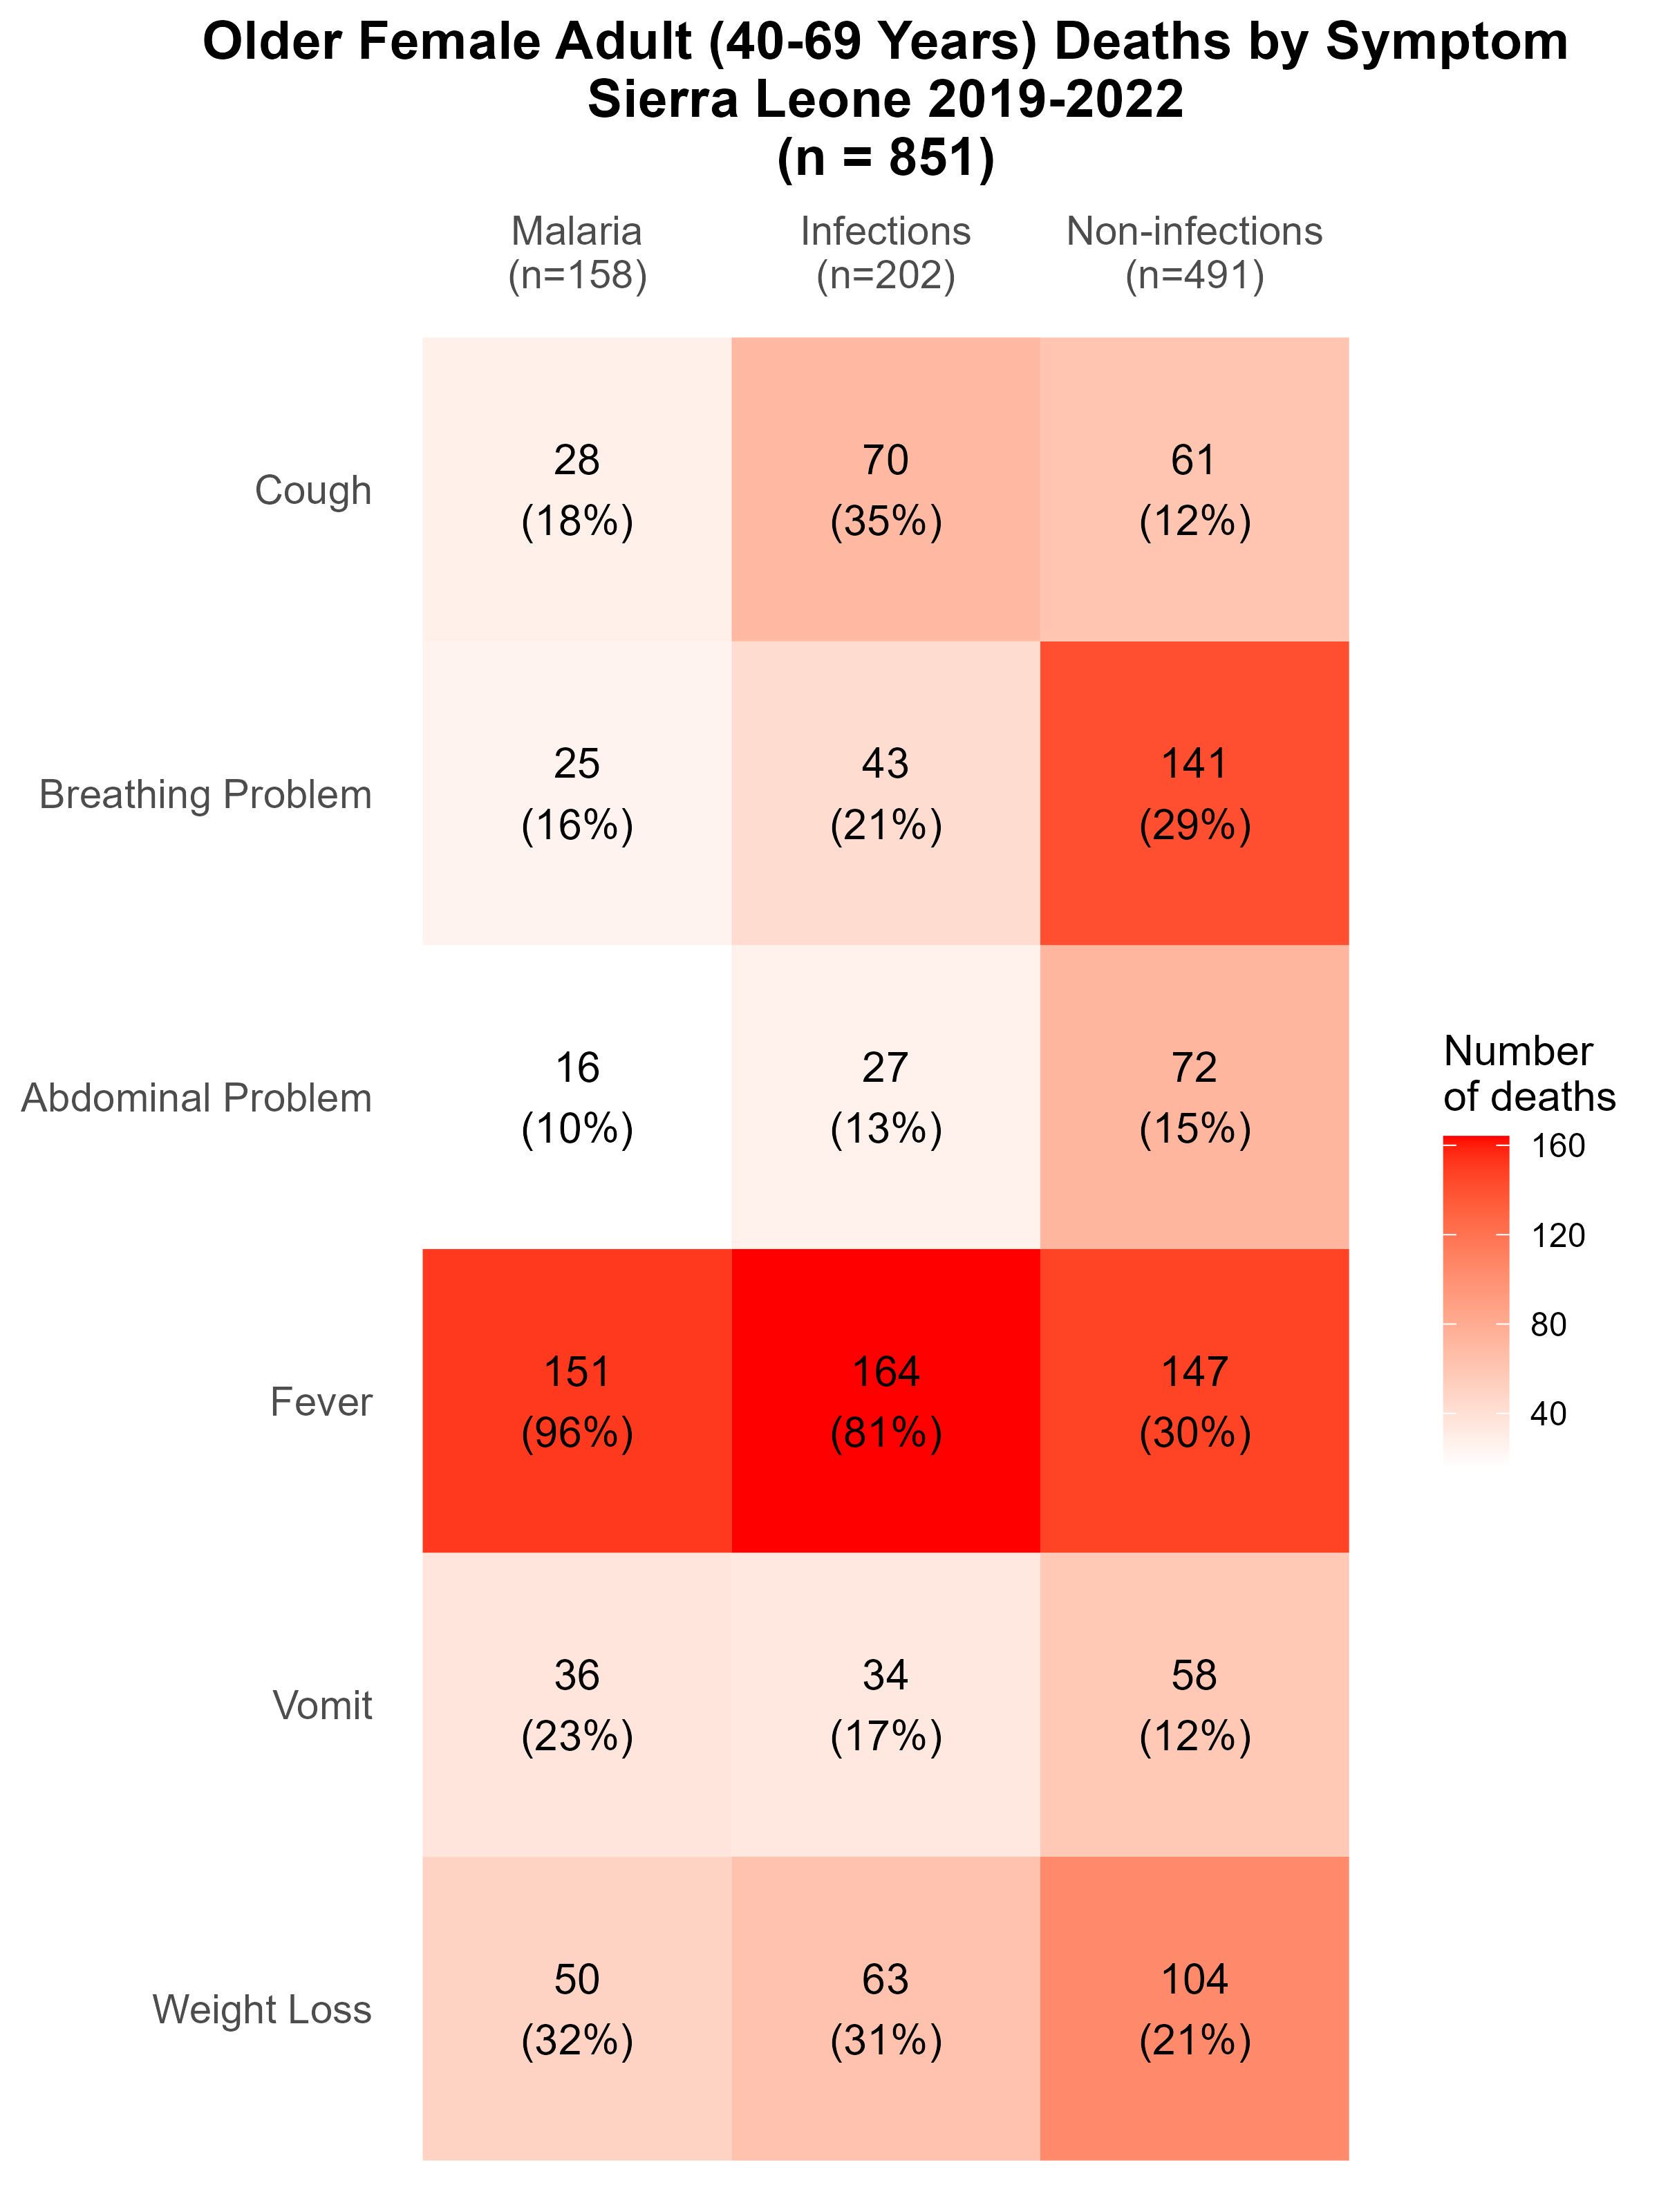 Older Female Adult (40-69 Years) Deaths by Symptom
Sierra Leone 2019-2022
(n = 851)
Malaria
(n=158)
Infections
(n=202)
Non-infections
(n=491)
Cough
28
(18%)
70
(35%)
61
(12%)
Breathing Problem
25
(16%)
43
(21%)
141
(29%)
Abdominal Problem
16
(10%)
27
(13%)
72
(15%)
Fever
151
(96%)
164
(81%)
147
(30%)
Vomit
36
(23%)
34
(17%)
58
(12%)
Weight Loss
50
(32%)
63
(31%)
104
(21%)
Number
of deaths
160
120
80
40